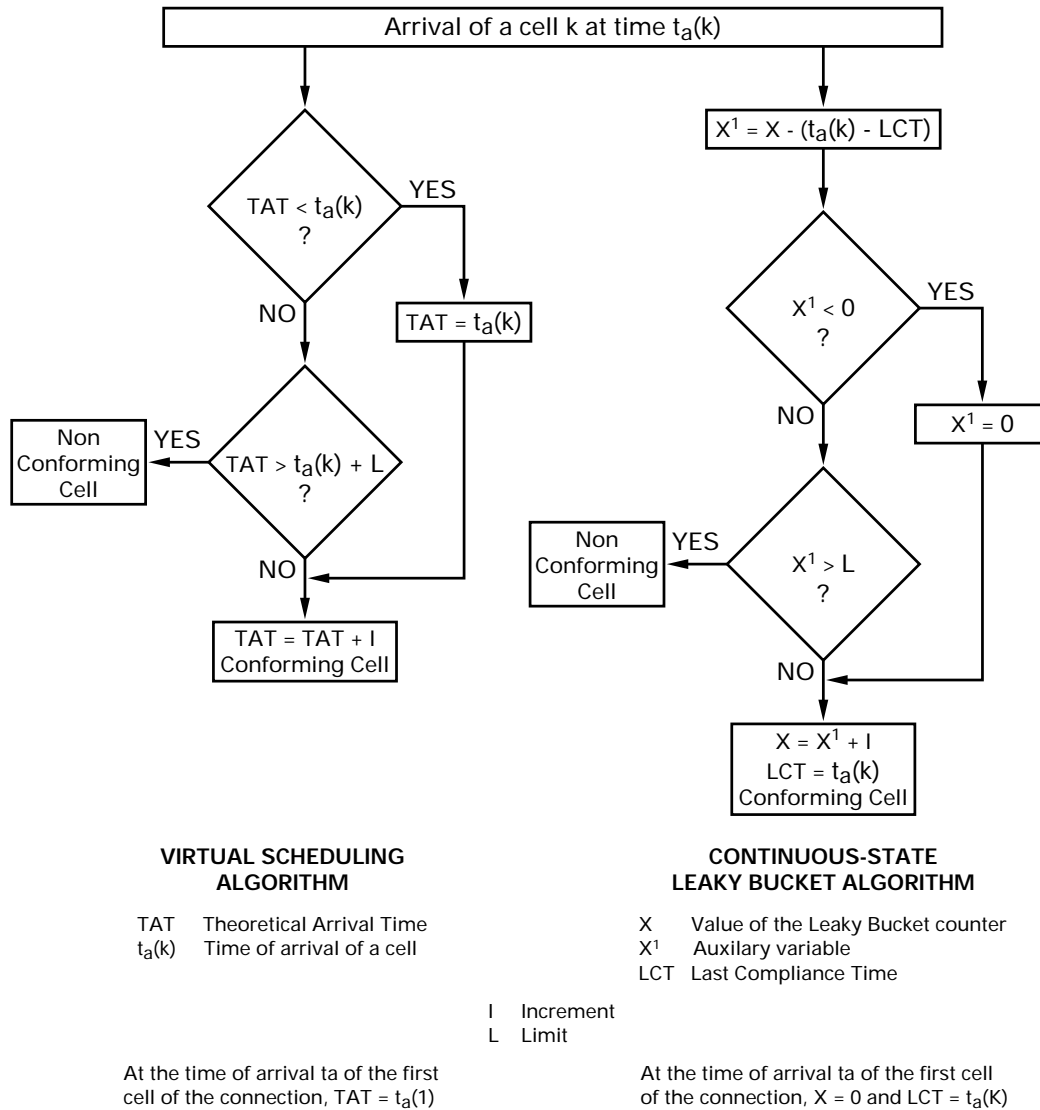 Arrival of a cell k at time ta(k)
TAT < ta(k)
?
YES
NO
TAT = ta(k)
TAT > ta(k) + L
?
YES
Non
Conforming
Cell
NO
TAT = TAT + I
Conforming Cell
X1 = X - (ta(k) - LCT)
X1 < 0
?
YES
NO
X1 = 0
X1 > L
?
YES
Non
Conforming
Cell
NO
X = X1 + I
LCT = ta(k)
Conforming Cell
VIRTUAL SCHEDULING
ALGORITHM
TAT Theoretical Arrival Time
ta(k) Time of arrival of a cell
CONTINUOUS-STATE
LEAKY BUCKET ALGORITHM
X Value of the Leaky Bucket counter
X1 Auxilary variable
LCT Last Compliance Time
I Increment
L Limit
At the time of arrival ta of the first
cell of the connection, TAT = ta(1)
At the time of arrival ta of the first cell
of the connection, X = 0 and LCT = ta(K)